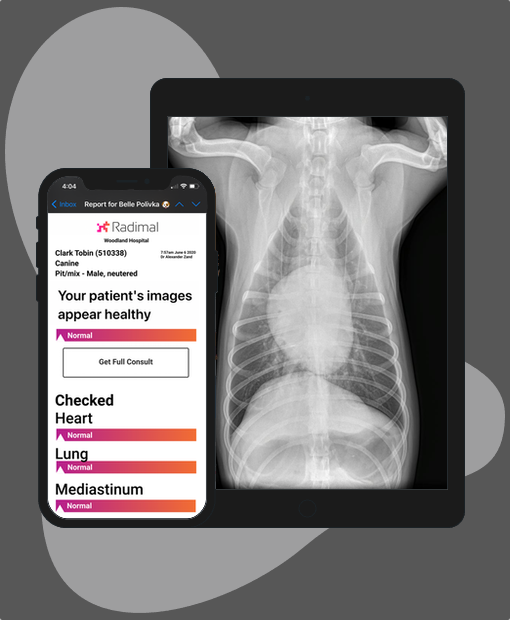 4:04
Inbox
Report for Belle Polivka
Radimal
Woodland Hospital
Clark Tobin (510338)
7:57am June 6 2020
Dr Alexander Zand
Canine
Pit/mix - Male, neutered
Your patient's images
appear healthy
Normal
Get Full Consult
Checked
Heart
Normal
Lung
Normal
Mediastinum
Normal